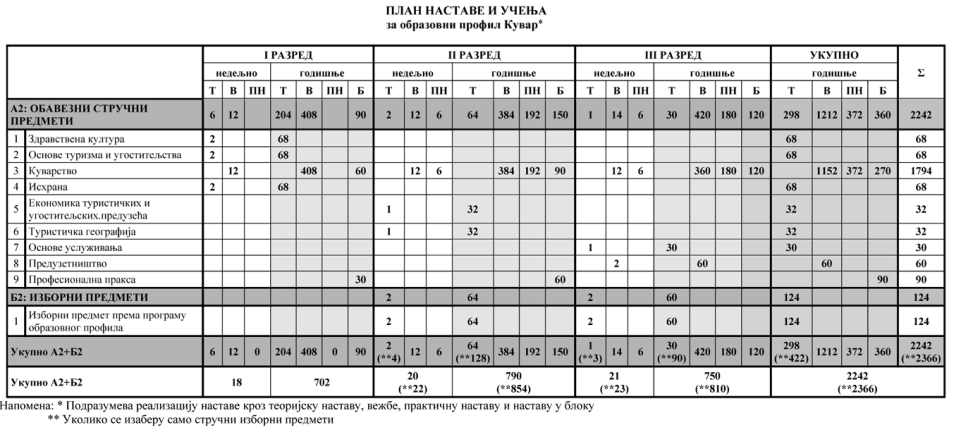 ПЛАН НАСТАВЕ И УЧЕЊА
за образовни профил Кувар*
I РАЗРЕД II РАЗРЕД III РАЗРЕД УКУПНО
недељно годишње недељно годишње недељно годишње годишње Σ
Т В ПН Т В ПН Б Т В ПН Т В ПН Б Т В ПН Т В ПН Б Т В ПН Б
А2: ОБАВЕЗНИ СТРУЧНИ
ПРЕДМЕТИ 6 12 204 408 90 2 12 6 64 384 192 150 1 14 6 30 420 180 120 298 1212 372 360 2242
1 Здравствена култура 2 68 68 68
2 Основе туризма и угоститељства 2 68 68 68
3 Куварство 12 408 60 12 6 384 192 90 12 6 360 180 120 1152 372 270 1794
4 Исхрана 2 68 68 68
5 Економика туристичких и
угоститељских.предузећа 1 32 32 32
6 Туристичка географија 1 32 32 32
7 Основе услуживања 1 30 30 30
8 Предузетништво 2 60 60 60
9 Професионална пракса 30 60 90 90
Б2: ИЗБОРНИ ПРЕДМЕТИ 2 64 2 60 124 124
1 Изборни предмет према програму
образовног профила 2 64 2 60 124 124
Укупно А2+Б2 6 12 0 204 408 0 90 2 12 6 64 384 192 150 1 14 6 30 420 180 120 298 1212 372 360 2242
(**4) (**128) (**3) (**90) (**422) (**2366)
Укупно А2+Б2 18 702 20 790 21 750 2242
(**22) (**854) (**23) (**810) (**2366)
Напомена: * Подразумева реализацију наставе кроз теоријску наставу, вежбе, практичну наставу и наставу у блоку
** Уколико се изаберу само стручни изборни предмети